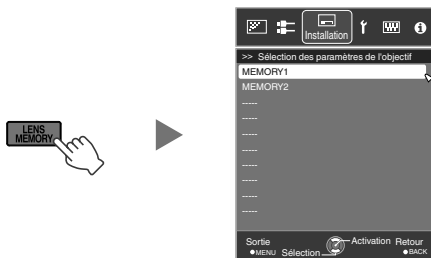 LENS
MEMORY
Installation
>> Sélection des paramètres de l'objectif
MEMORY1
MEMORY2
-----
-----
-----
-----
-----
-----
-----
-----
Sortie
●MENU
Sélection
Activation
Retour
●BACK